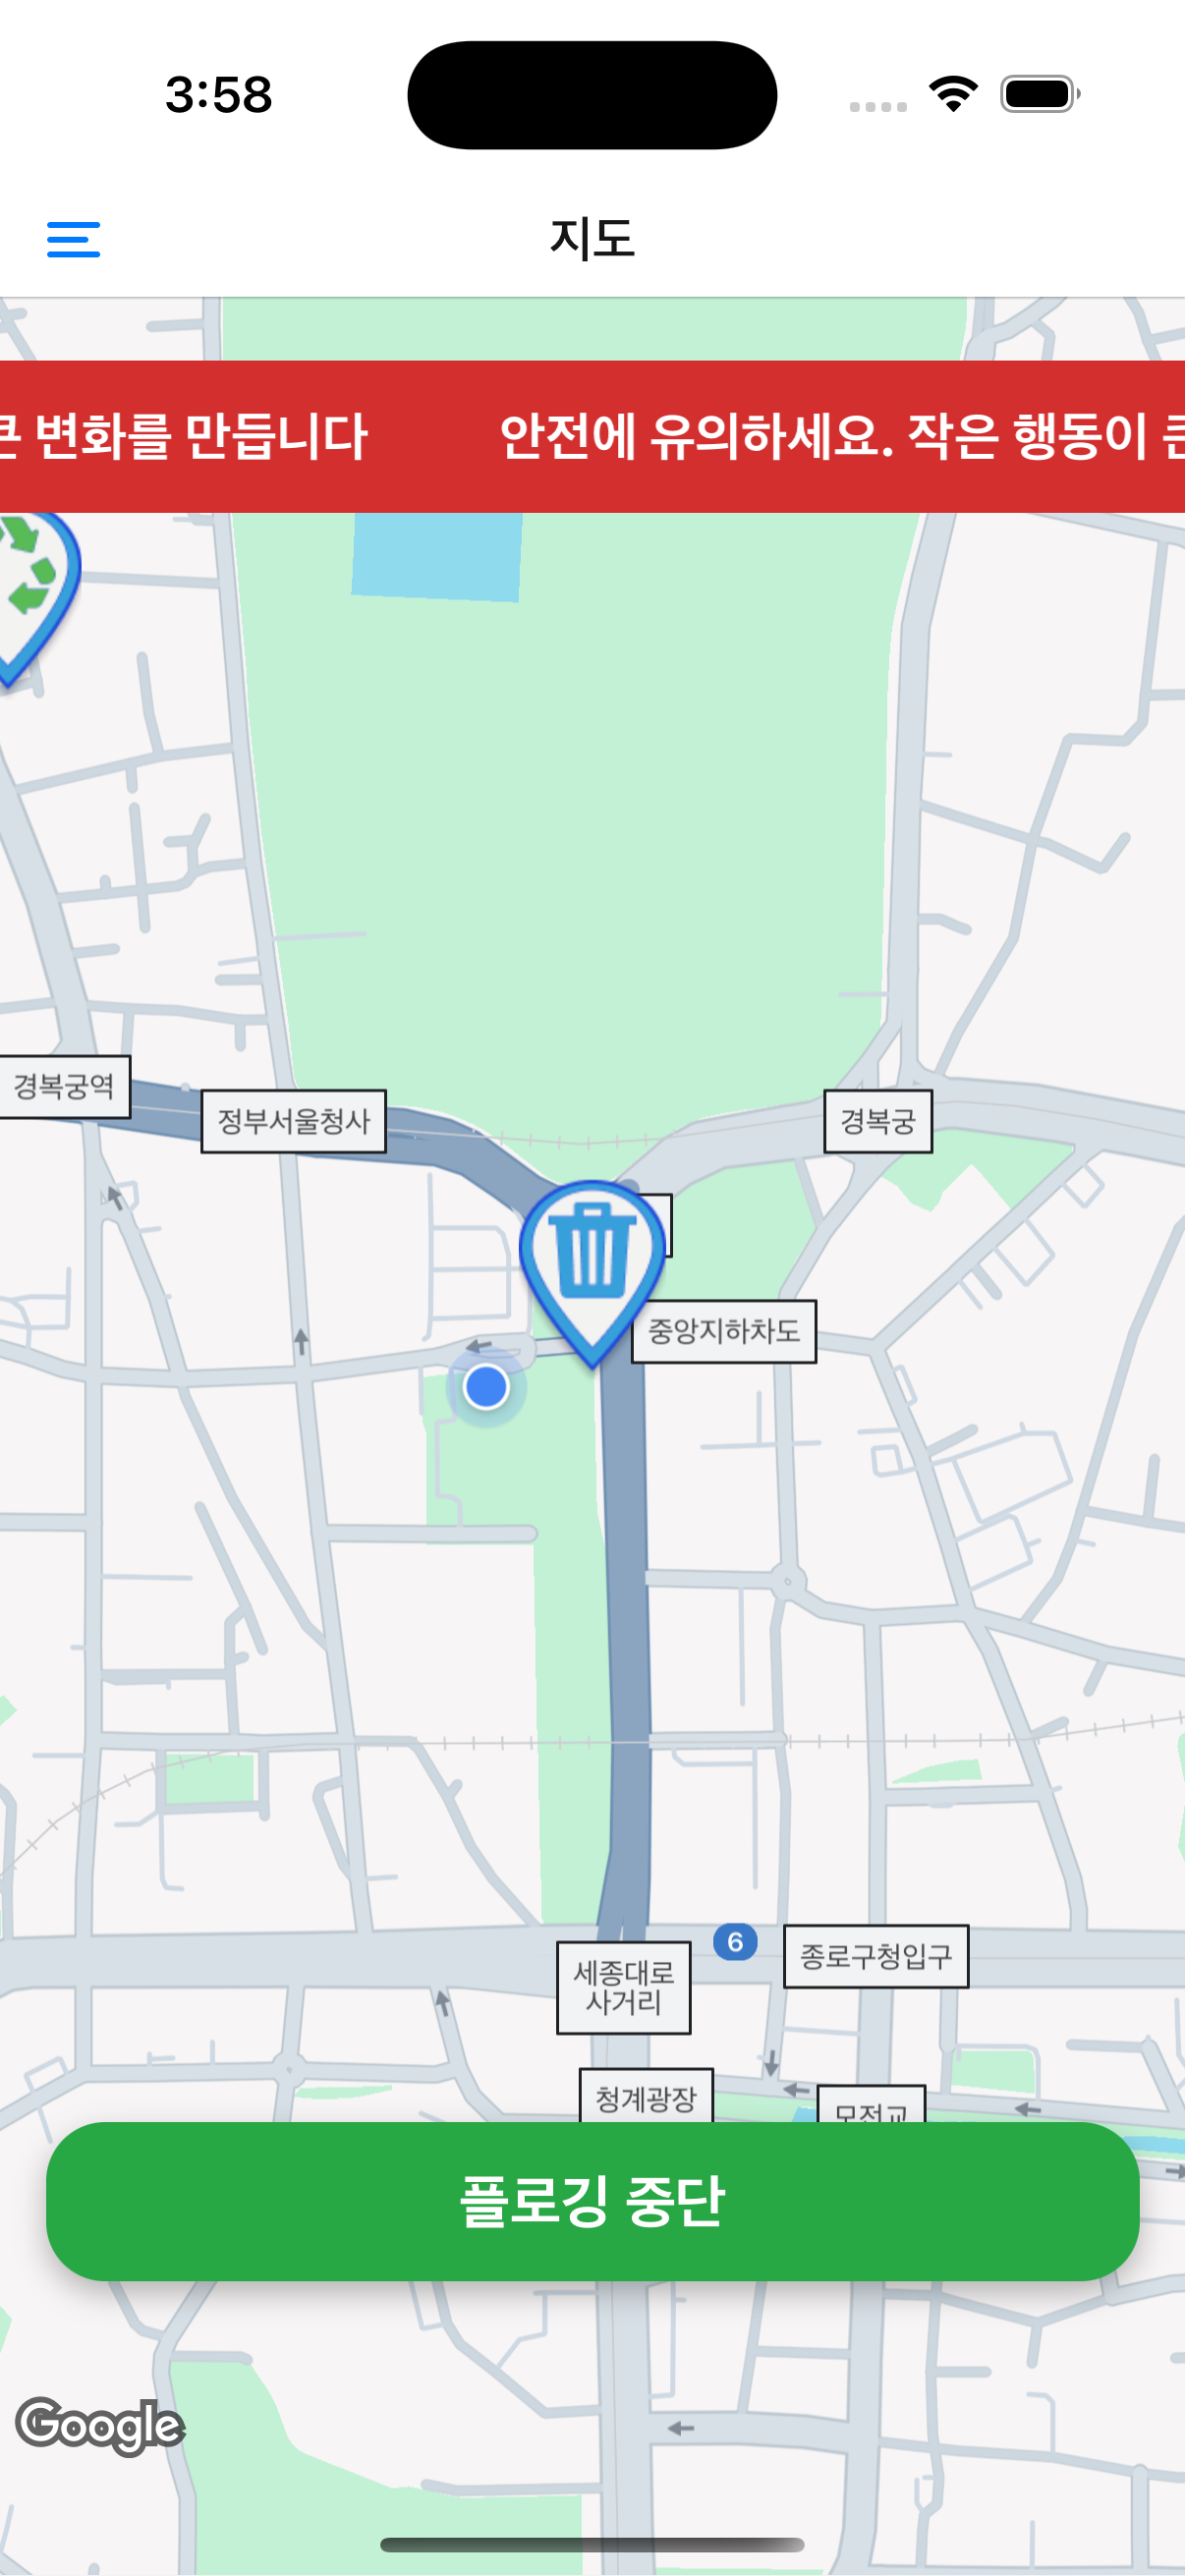 3:58
지도
변화를 만듭니다
안전에 유의하세요. 작은 행동이
경복궁역
정부서울청사
경복궁
중앙지하차도
6
종로구청입구
세종대로
사거리
청계광장
모전교
플로깅 중단
Google